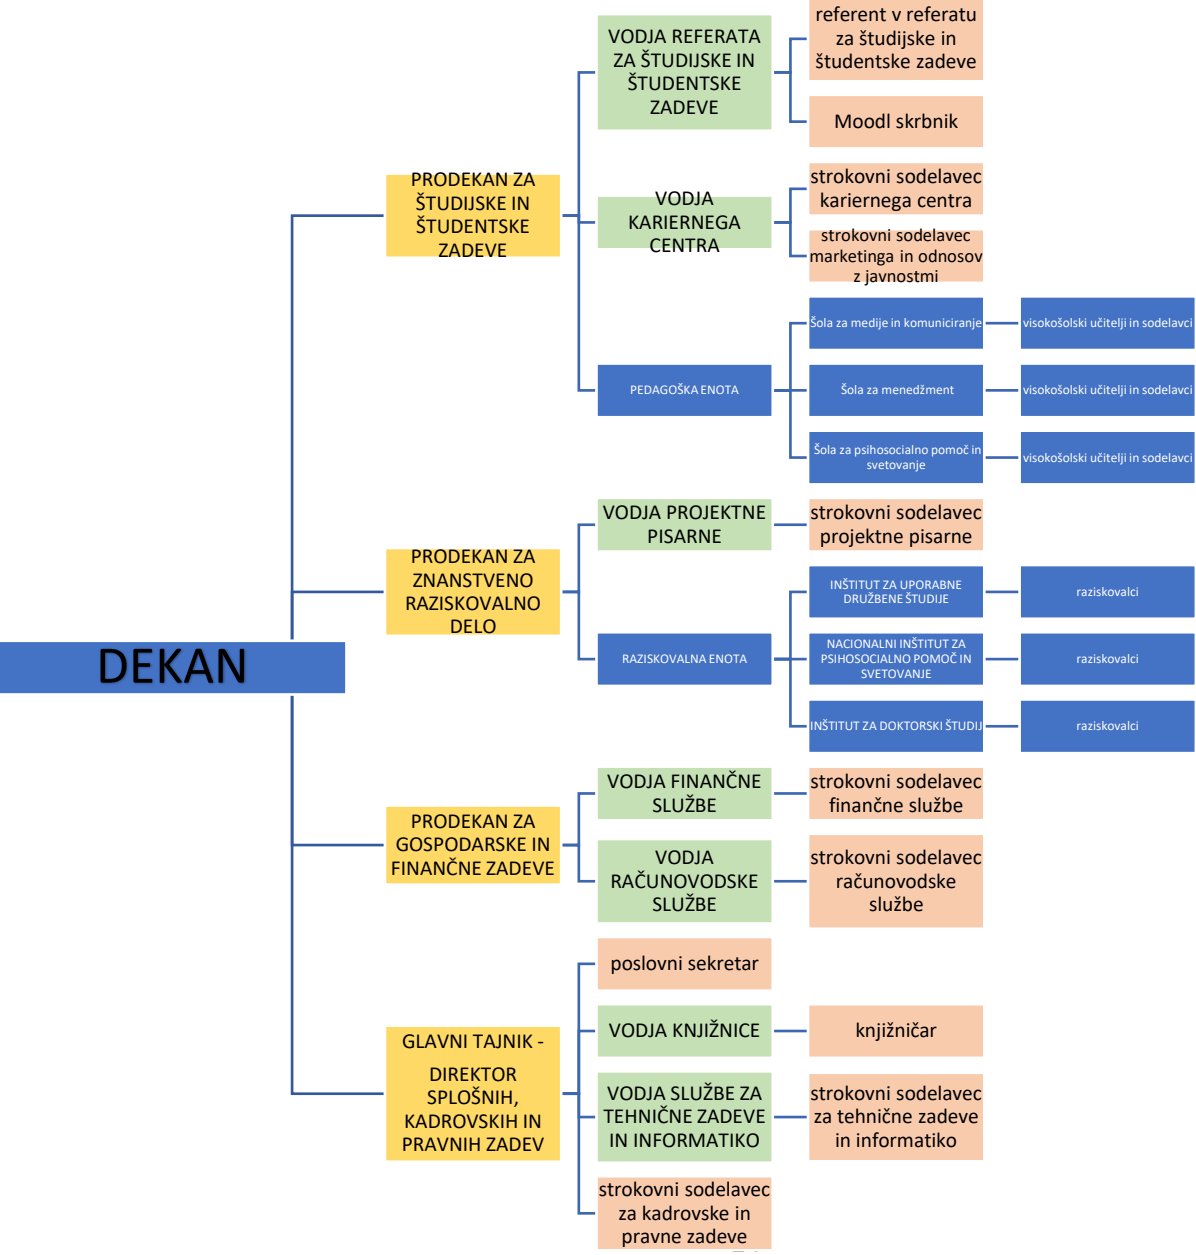 DEKAN
PRODEKAN ZA
ŠTUDIJSKE IN
ŠTUDENTSKE
ZADEVE
VODJA REFERATA
ZA ŠTUDIJSKE IN
ŠTUDENTSKE
ZADEVE
referent v referatu
za študijske in
študentske zadeve
Moodl skrbnik
VODJA
KARIERNEGA
CENTRA
strokovni sodelavec
kariernega centra
strokovni sodelavec
marketinga in odnosov
z javnostmi
PEDAGOŠKA ENOTA
Šola za medije in komuniciranje
visokošolski učitelji in sodelavci
Šola za menedžment
visokošolski učitelji in sodelavci
Šola za psihosocialno pomoč in
svetovanje
visokošolski učitelji in sodelavci
PRODEKAN ZA
ZNANSTVENO
RAZISKOVALNO
DELO
VODJA PROJEKTNE
PISARNE
strokovni sodelavec
projektne pisarne
RAZISKOVALNA ENOTA
INŠTITUT ZA UPORABNE
DRUŽBENE ŠTUDIJE
raziskovalci
NACIONALNI INŠTITUT ZA
PSIHOSOCIALNO POMOČ IN
SVETOVANJE
raziskovalci
INŠTITUT ZA DOKTORSKI ŠTUDIJ
raziskovalci
PRODEKAN ZA
GOSPODARSKE IN
FINANČNE ZADEVE
VODJA FINANČNE
SLUŽBE
strokovni sodelavec
finančne službe
VODJA
RAČUNOVODSKE
SLUŽBE
strokovni sodelavec
računovodske
službe
GLAVNI TAJNIK -
DIREKTOR
SPLOŠNIH,
KADROVSKIH IN
PRAVNIH ZADEV
poslovni sekretar
VODJA KNJIŽNICE
knjižničar
VODJA SLUŽBE ZA
TEHNIČNE ZADEVE
IN INFORMATIKO
strokovni sodelavec
za tehnične zadeve
in informatiko
strokovni sodelavec
za kadrovske in
pravne zadeve